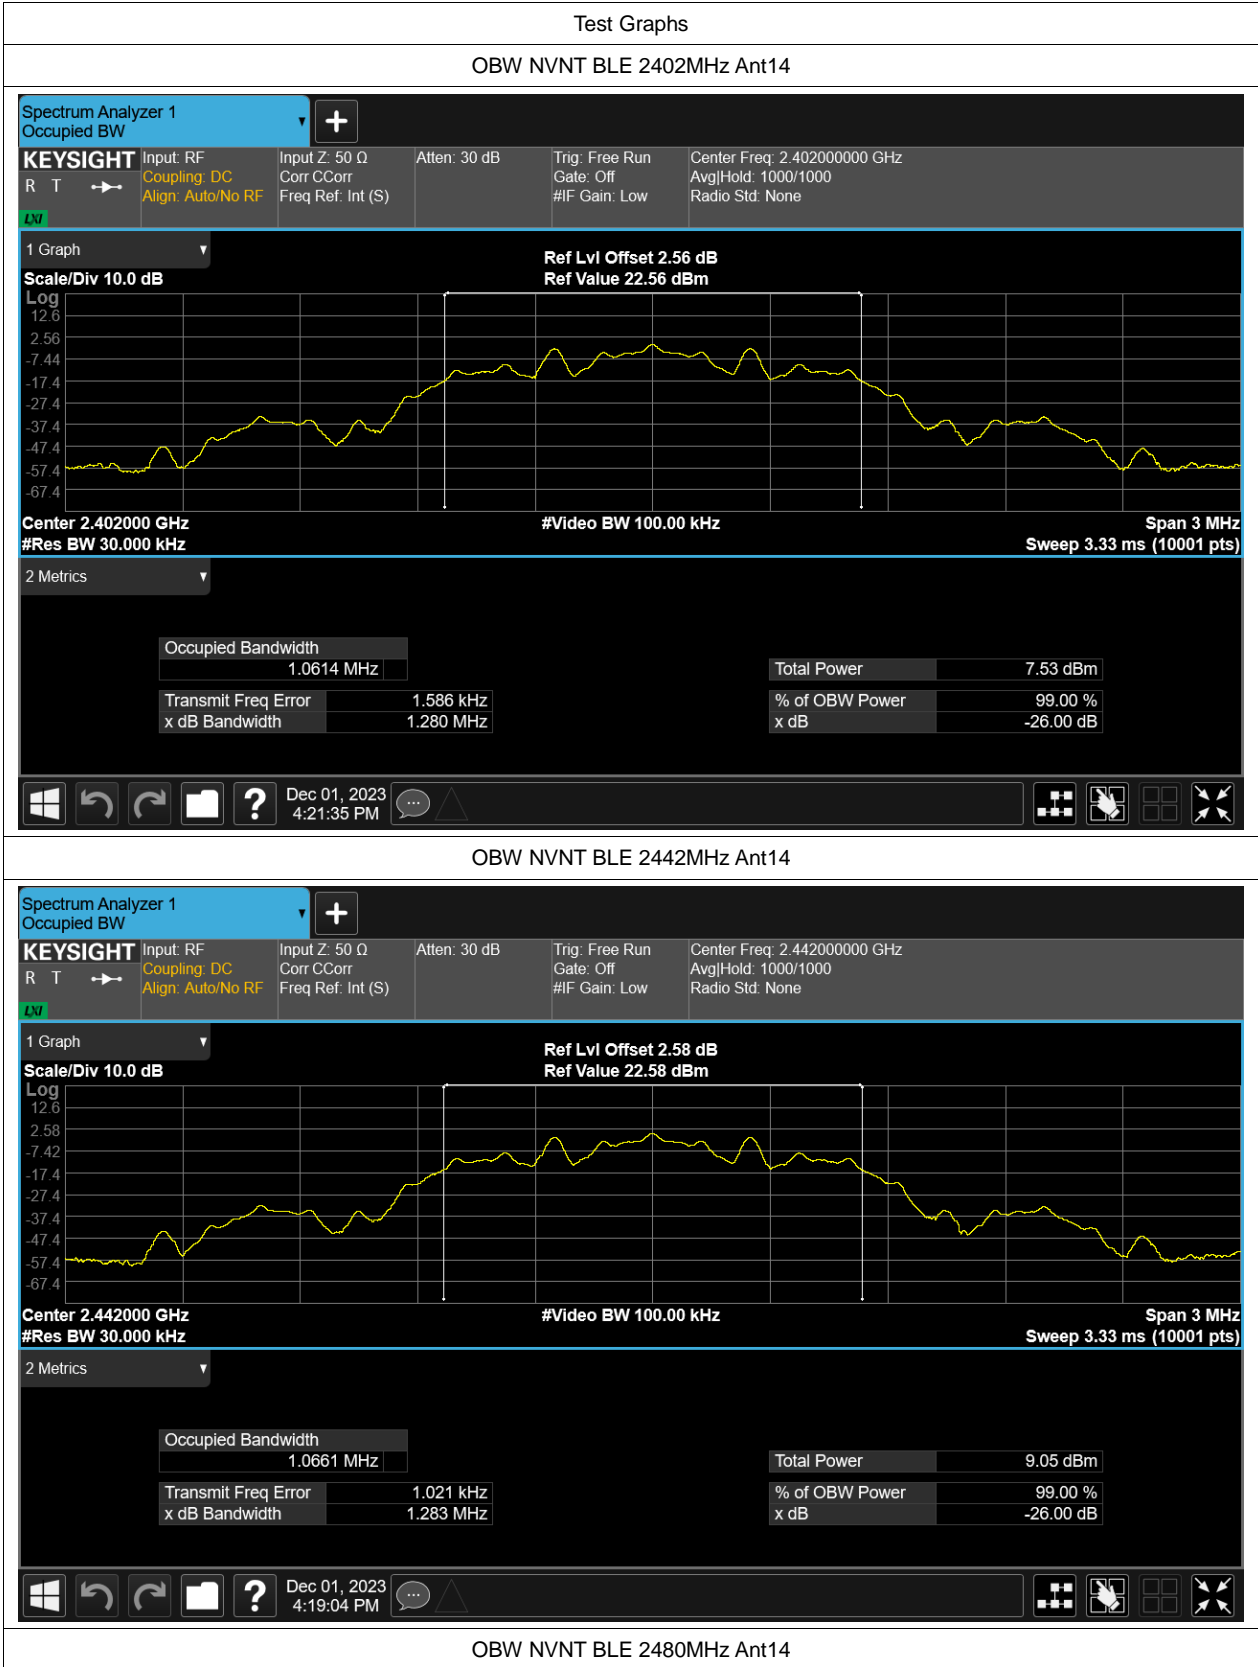 Test Graphs
OBW NVNT BLE 2402MHz Ant14
Spectrum Analyzer 1
Occupied BW
KEYSIGHT Input: RF Input Z: 50 Ω Atten: 30 dB Trig: Free Run Center Freq: 2.402000000 GHz
R T Coupling: DC Corr CCorr Gate: Off Avg|Hold: 1000/1000
Align: Auto/No RF Freq Ref: Int (S) #IF Gain: Low Radio Std: None
LXI
1 Graph
Ref Lvl Offset 2.56 dB
Scale/Div 10.0 dB Ref Value 22.56 dBm
Log
12.6
2.56
-7.44
-17.4
-27.4
-37.4
-47.4
-57.4
-67.4
Center 2.402000 GHz #Video BW 100.00 kHz Span 3 MHz
#Res BW 30.000 kHz Sweep 3.33 ms (10001 pts)
2 Metrics
Occupied Bandwidth
1.0614 MHz Total Power 7.53 dBm
Transmit Freq Error 1.586 kHz % of OBW Power 99.00 %
x dB Bandwidth 1.280 MHz x dB -26.00 dB
Dec 01, 2023
4:21:35 PM
OBW NVNT BLE 2442MHz Ant14
Spectrum Analyzer 1
Occupied BW
KEYSIGHT Input: RF Input Z: 50 Ω Atten: 30 dB Trig: Free Run Center Freq: 2.442000000 GHz
R T Coupling: DC Corr CCorr Gate: Off Avg|Hold: 1000/1000
Align: Auto/No RF Freq Ref: Int (S) #IF Gain: Low Radio Std: None
LXI
1 Graph
Ref Lvl Offset 2.58 dB
Scale/Div 10.0 dB Ref Value 22.58 dBm
Log
12.6
2.58
-7.42
-17.4
-27.4
-37.4
-47.4
-57.4
-67.4
Center 2.442000 GHz #Video BW 100.00 kHz Span 3 MHz
#Res BW 30.000 kHz Sweep 3.33 ms (10001 pts)
2 Metrics
Occupied Bandwidth
1.0661 MHz Total Power 9.05 dBm
Transmit Freq Error 1.021 kHz % of OBW Power 99.00 %
x dB Bandwidth 1.283 MHz x dB -26.00 dB
Dec 01, 2023
4:19:04 PM
OBW NVNT BLE 2480MHz Ant14